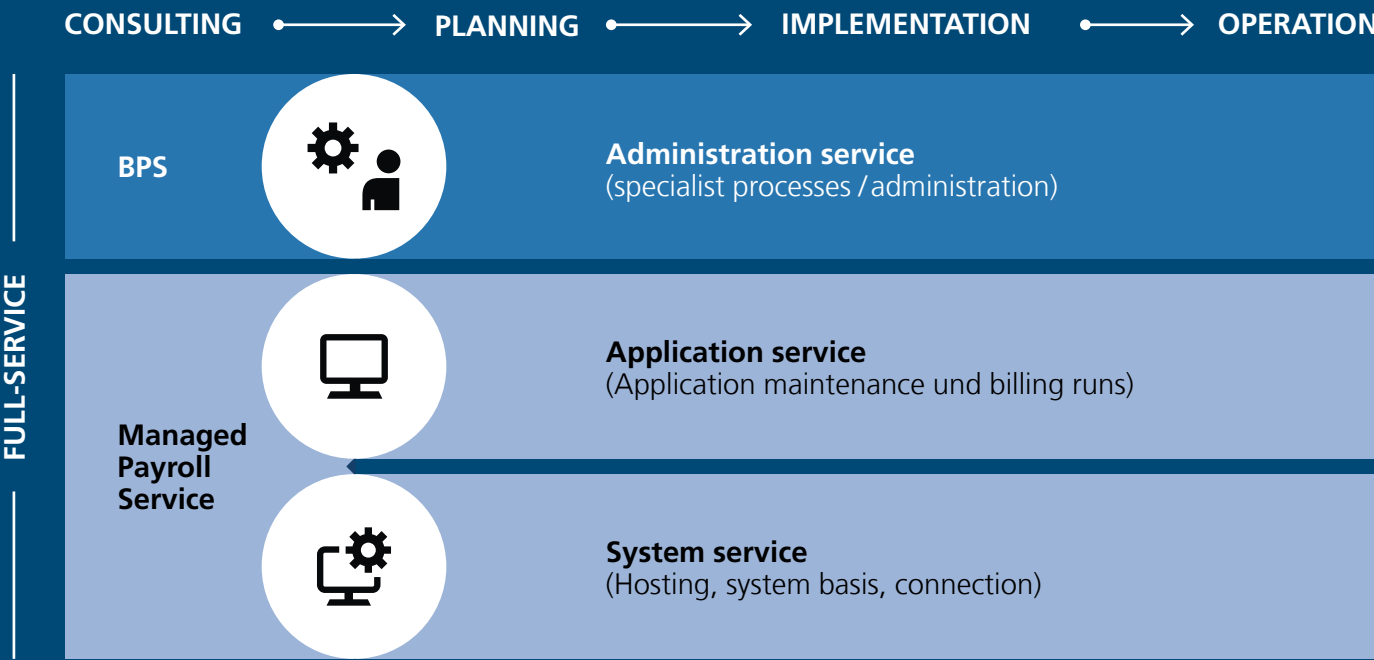 CONSULTING
PLANNING
IMPLEMENTATION
OPERATION
FULL-SERVICE
BPS
Administration service
(specialist processes / administration)
Managed
Payroll
Service
Application service
(Application maintenance und billing runs)
System service
(Hosting, system basis, connection)